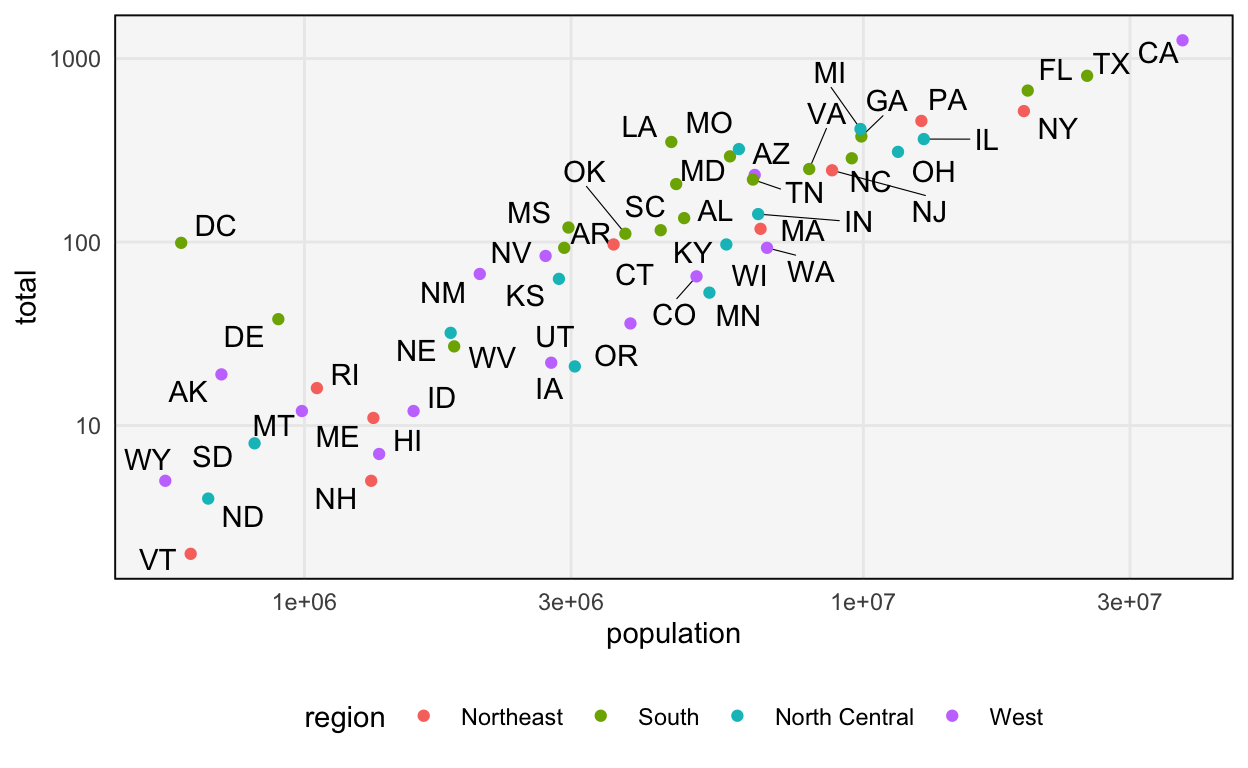 CA
1000
FL
TX
MI
GA
PA
VA
NY
LA
MO
IL
AZ
OK
MD
OH
NC
TN
SC
NJ
MS
AL
DC
AR
IN
MA
100
NV
KY
CT
WI
WA
NM
KS
CO
MN
DE
UT
NE
WV
OR
RI
AK
IA
ID
MT
10
ME
HI
WY
SD
NH
ND
VT
total
1e+06
3e+06
1e+07
3e+07
population
region
Northeast
South
North Central
West